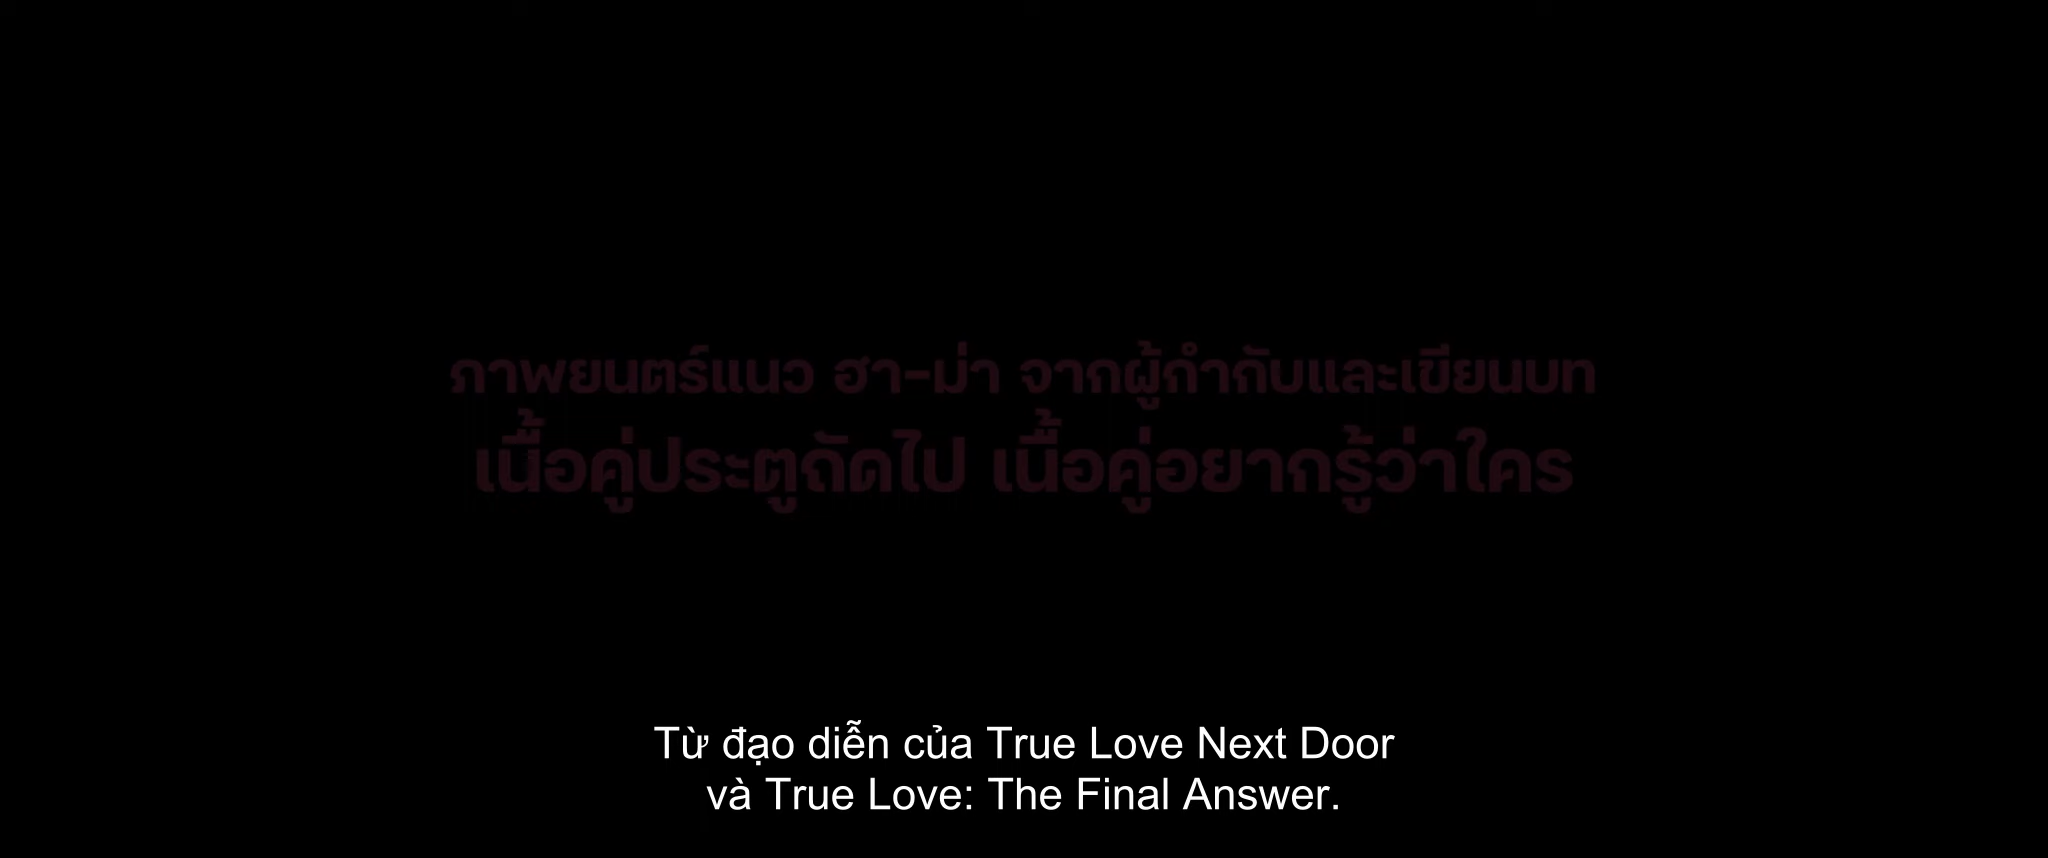 ภาพยนตร์แนว ฮา-ม่า จากผู้กำกับและเขียนบท
เนื้อคู่ประตูถัดไป เนื้อคู่อยากรู้ว่าใคร
Từ đạo diễn của True Love Next Door
và True Love: The Final Answer.